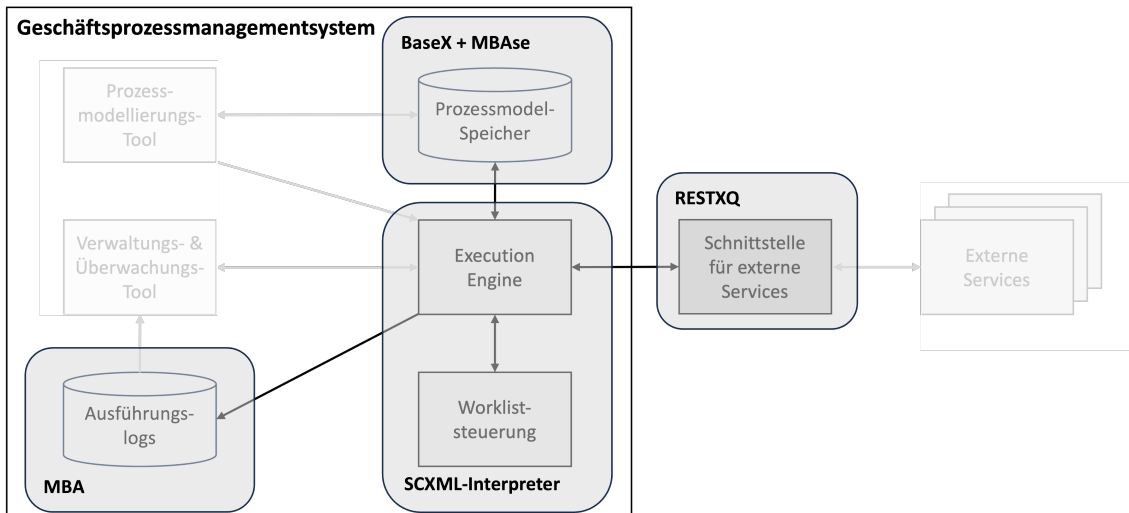 Geschäftsprozessmanagementsystem
BaseX + MBAse
Prozess-
modellierungs-
Tool
Prozessmodel-
Speicher
RESTXQ
Verwaltungs- &
Überwachungs-
Tool
Execution
Engine
Schnittstelle
für externe
Services
Externe
Services
Ausführungs-
logs
Worklist-
steuerung
MBA
SCXML-Interpreter